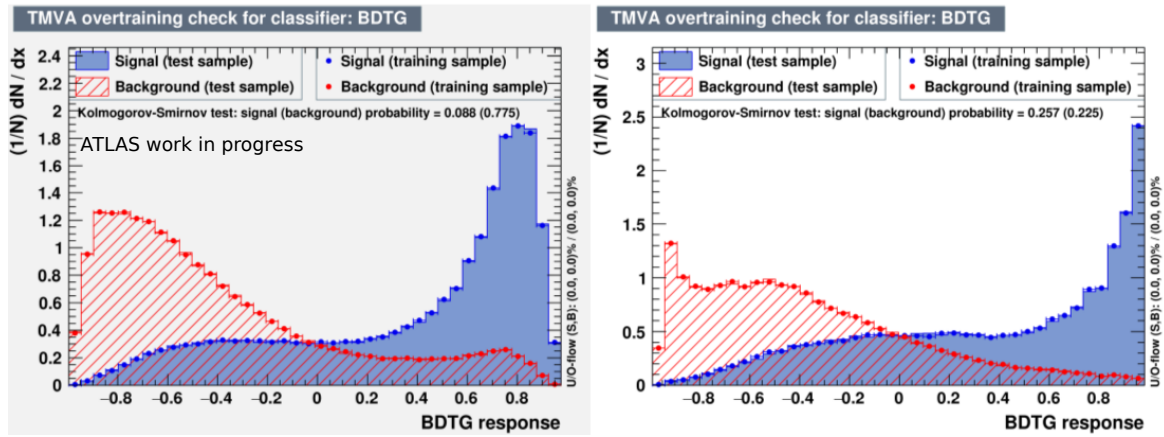 TMVA overtraining check for classifier: BDTG
(1/N) dN / dx
2.4
2.2
2
1.8
1.6
1.4
1.2
1
0.8
0.6
0.4
0.2
0
Signal (test sample)
Background (test sample)
Signal (training sample)
Background (training sample)
Kolmogorov-Smirnov test: signal (background) probability = 0.088 (0.775)
ATLAS work in progress
−0.8 −0.6 −0.4 −0.2 0 0.2 0.4 0.6 0.8
BDTG response
U/O-flow (S,B): (0.0, 0.0)% / (0.0, 0.0)%
TMVA overtraining check for classifier: BDTG
(1/N) dN / dx
3
2.5
2
1.5
1
0.5
0
Signal (test sample)
Background (test sample)
Signal (training sample)
Background (training sample)
Kolmogorov-Smirnov test: signal (background) probability = 0.257 (0.225)
−0.8 −0.6 −0.4 −0.2 0 0.2 0.4 0.6 0.8
BDTG response
U/O-flow (S,B): (0.0, 0.0)% / (0.0, 0.0)%